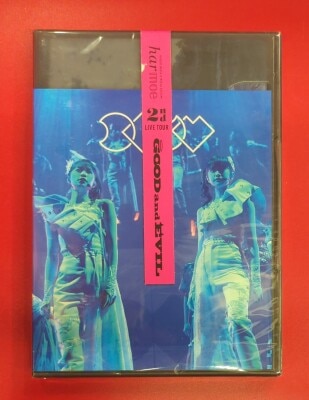 harmoe
2nd
LIVE TOUR
GOOD and EVIL